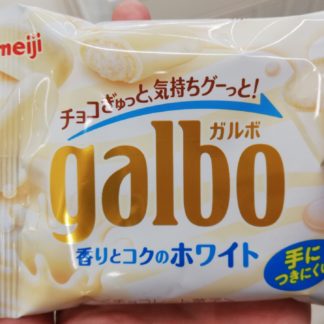 meiji
チョコぎゅっと、気持ちグーっと!
ガルボ
galbo
香りとコクのホワイト
手に
つきにくい